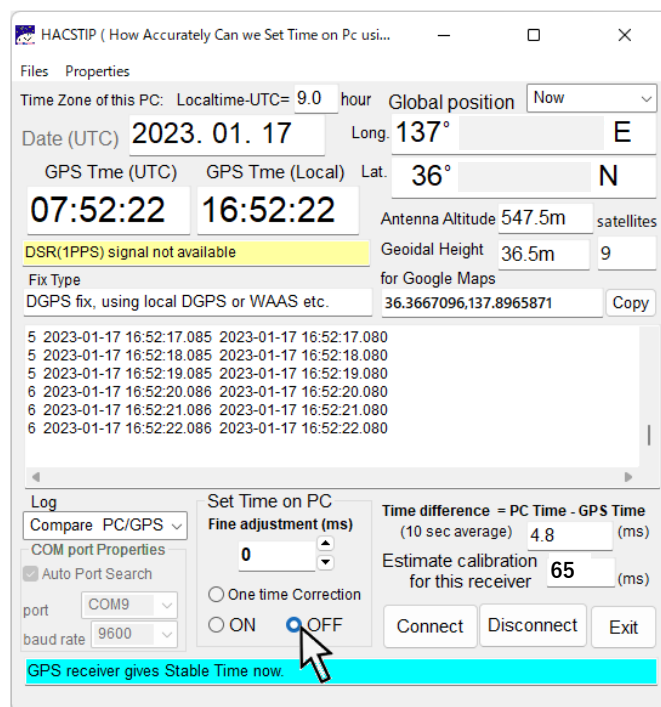 HACSTIP ( How Accurately Can we Set Time on Pc usi...
Files Properties
Time Zone of this PC: Localtime-UTC= 9.0 hour
Global position Now
Date (UTC) 2023. 01. 17
Long. 137° E
GPS Tme (UTC) GPS Tme (Local)
Lat. 36° N
07:52:22 16:52:22
Antenna Altitude 547.5m satellites
DSR(1PPS) signal not available
Geoidal Height 36.5m 9
Fix Type
for Google Maps
DGPS fix, using local DGPS or WAAS etc.
36.3667096,137.8965871 Copy
5 2023-01-17 16:52:17.085 2023-01-17 16:52:17.080
5 2023-01-17 16:52:18.085 2023-01-17 16:52:18.080
5 2023-01-17 16:52:19.085 2023-01-17 16:52:19.080
6 2023-01-17 16:52:20.086 2023-01-17 16:52:20.080
6 2023-01-17 16:52:21.086 2023-01-17 16:52:21.080
6 2023-01-17 16:52:22.086 2023-01-17 16:52:22.080
Log
Compare PC/GPS
COM port Properties
Auto Port Search
port COM9
baud rate 9600
Set Time on PC
Fine adjustment (ms)
0
One time Correction
ON OFF
Time difference = PC Time - GPS Time
(10 sec average) 4.8 (ms)
Estimate calibration
for this receiver 65 (ms)
Connect Disconnect Exit
GPS receiver gives Stable Time now.